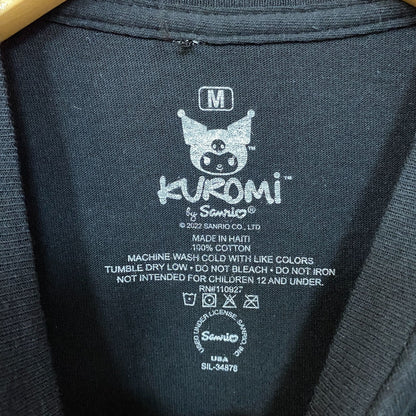 M
KUROMi™
by Sanrio®
© 2022 SANRIO CO., LTD.
MADE IN HAITI
100% COTTON
MACHINE WASH COLD WITH LIKE COLORS
TUMBLE DRY LOW • DO NOT BLEACH • DO NOT IRON
NOT INTENDED FOR CHILDREN 12 AND UNDER.
RN#110927
USED UNDER LICENSE, SANRIO, INC.
Sanrio
USA
SIL-34876